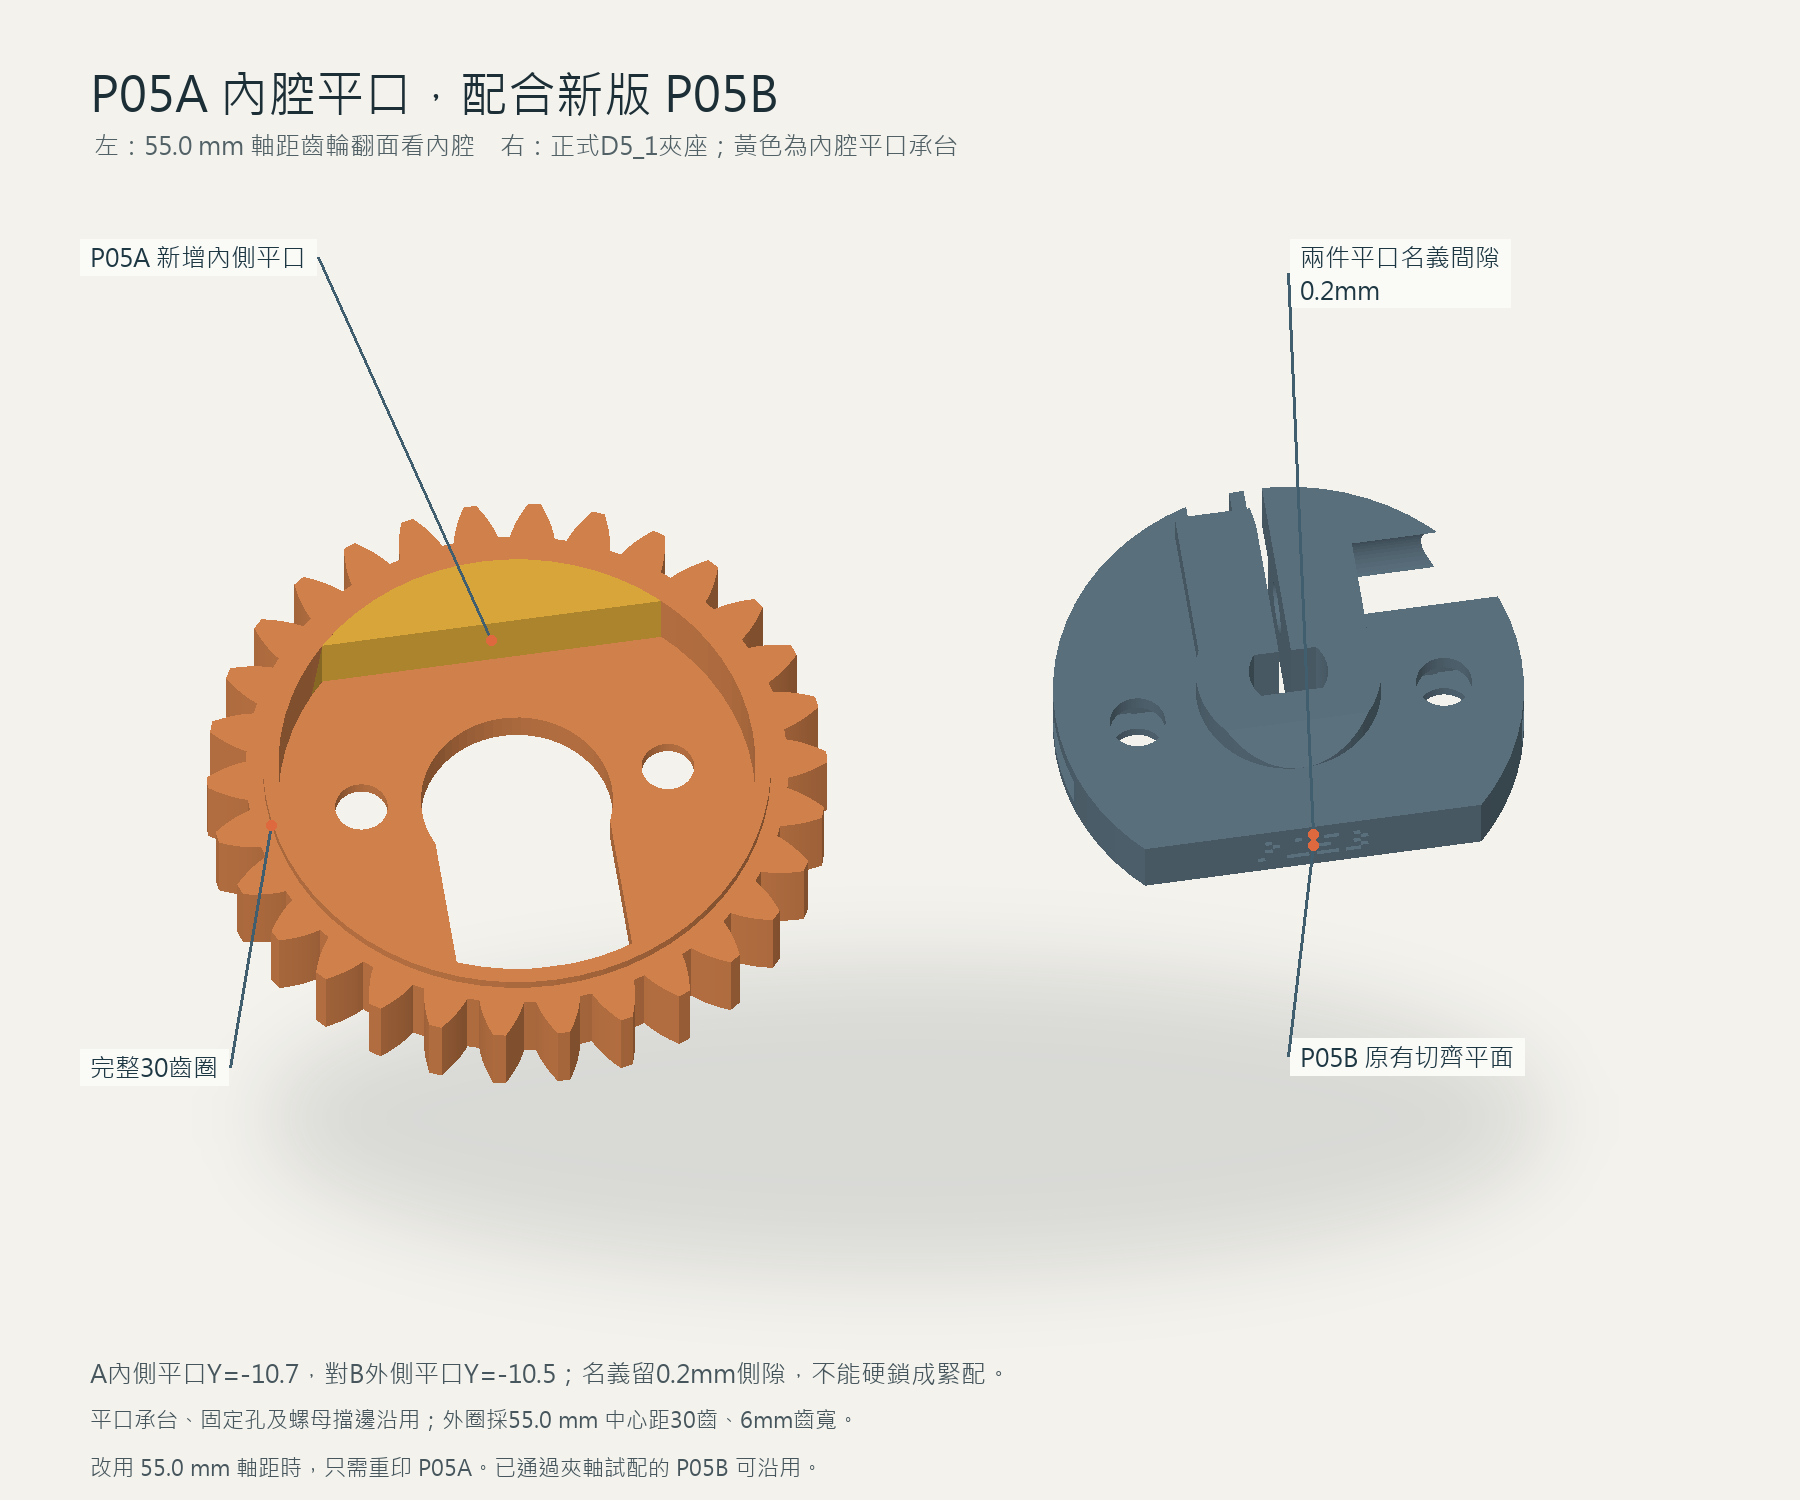 P05A 內腔平口，配合新版 P05B
左：55.0 mm 軸距齒輪翻面看內腔　右：正式D5_1夾座；黃色為內腔平口承台
P05A 新增內側平口
兩件平口名義間隙
0.2mm
完整30齒圈
P05B 原有切齊平面
A內側平口Y=-10.7，對B外側平口Y=-10.5；名義留0.2mm側隙，不能硬鎖成緊配。
平口承台、固定孔及螺母擋邊沿用；外圈採55.0 mm 中心距30齒、6mm齒寬。
改用 55.0 mm 軸距時，只需重印 P05A。已通過夾軸試配的 P05B 可沿用。